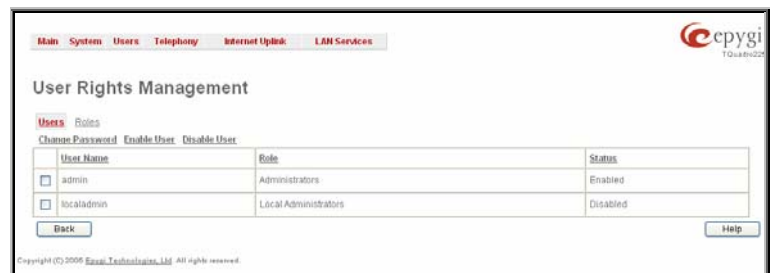 Main System Users Telephony Internet Uplink LAN Services
epygi
User Rights Management
Users Roles
Change Password Enable User Disable User
User Name Role Status
admin Administrators Enabled
localadmin Local Administrators Disabled
Back Help
Copyright (C) 2006 Epygi Technologies, Ltd. All rights reserved.